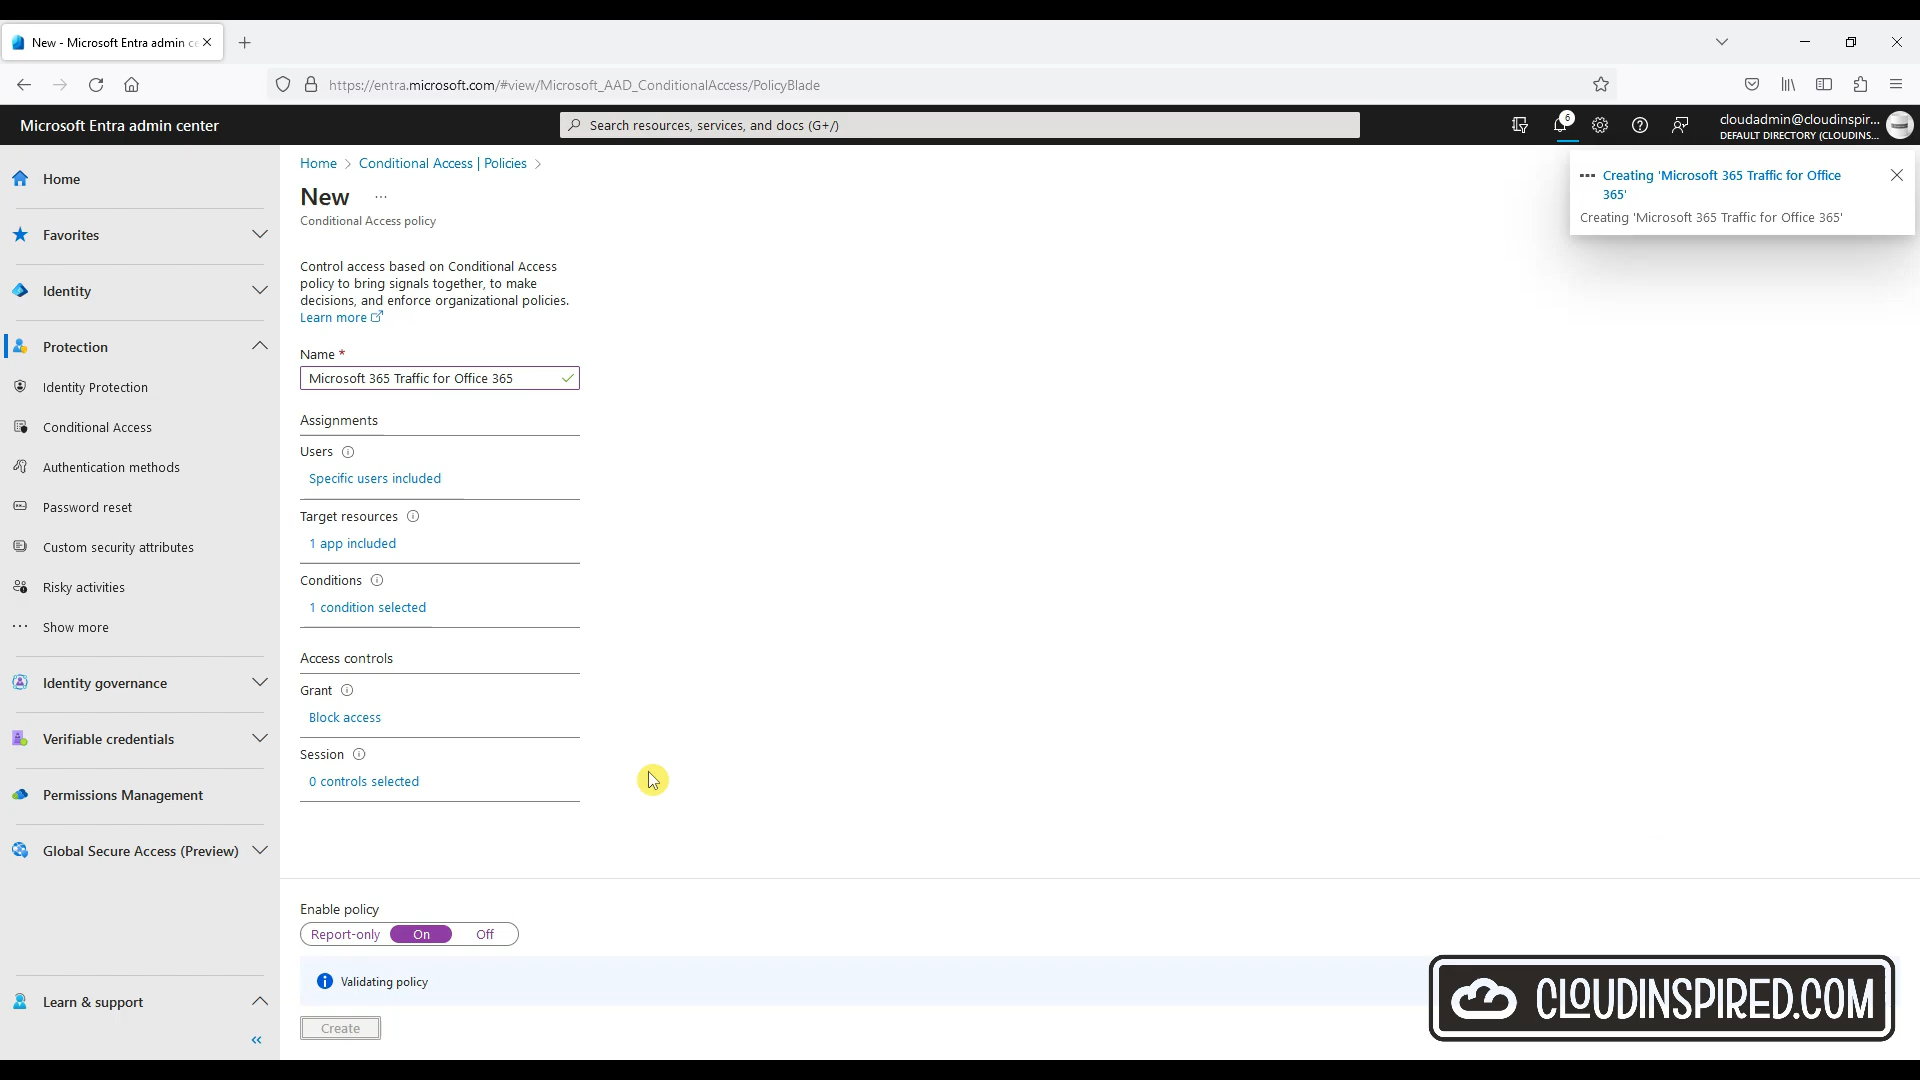 New - Microsoft Entra admin ce
https://entra.microsoft.com/#view/Microsoft_AAD_ConditionalAccess/PolicyBlade
Microsoft Entra admin center
Search resources, services, and docs (G+/)
6
cloudadmin@cloudinspir...
DEFAULT DIRECTORY (CLOUDINS...
Home
Favorites
Identity
Protection
Identity Protection
Conditional Access
Authentication methods
Password reset
Custom security attributes
Risky activities
Show more
Identity governance
Verifiable credentials
Permissions Management
Global Secure Access (Preview)
Learn & support
Home > Conditional Access | Policies >
New ...
Conditional Access policy
Control access based on Conditional Access
policy to bring signals together, to make
decisions, and enforce organizational policies.
Learn more
Name *
Microsoft 365 Traffic for Office 365
Assignments
Users
Specific users included
Target resources
1 app included
Conditions
1 condition selected
Access controls
Grant
Block access
Session
0 controls selected
Enable policy
Report-only On Off
Validating policy
Create
Creating 'Microsoft 365 Traffic for Office
365'
Creating 'Microsoft 365 Traffic for Office 365'
CLOUDINSPIRED.COM